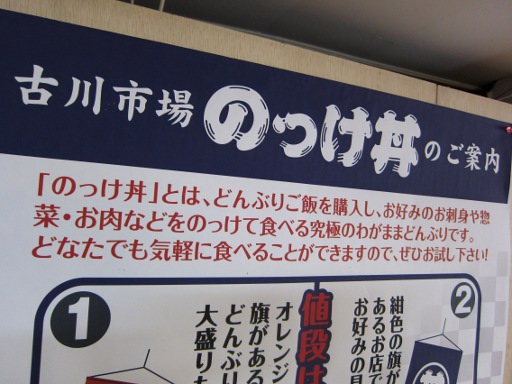 古川市場 のっけ丼 のご案内
「のっけ丼」とは、どんぶりご飯を購入し、お好みのお刺身や惣
菜・お肉などをのっけて食べる究極のわがままどんぶりです。
どなたでも気軽に食べることができますので、ぜひお試し下さい!
①
オレンジ
旗がある
どんぶり
大盛り
値段は
②
紺色の旗が
あるお店で
お好みの具